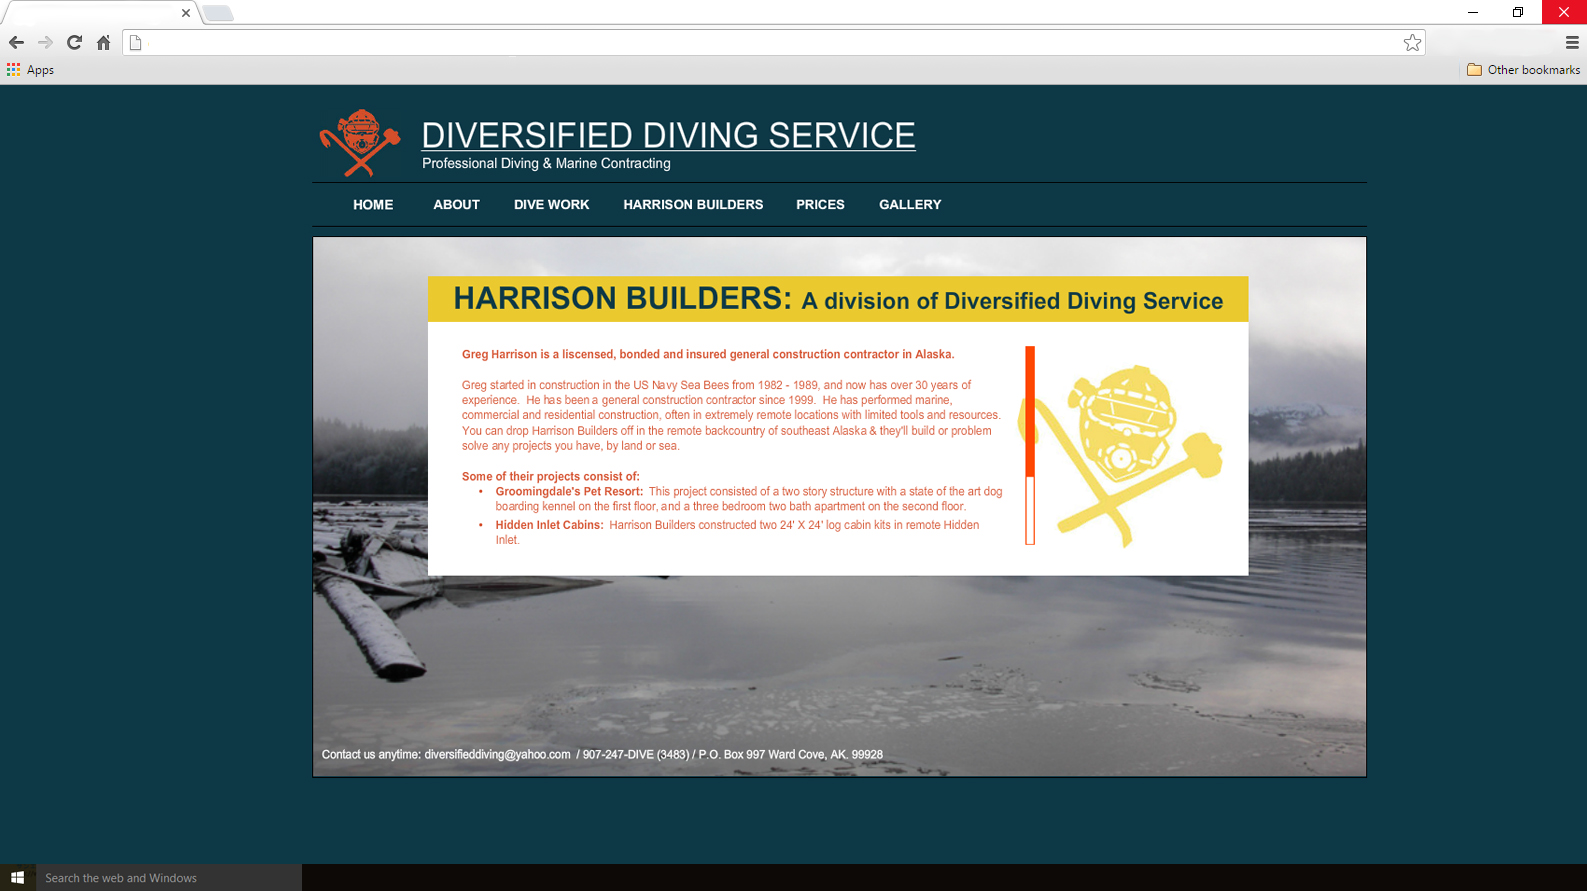 Apps
Other bookmarks
DIVERSIFIED DIVING SERVICE
Professional Diving & Marine Contracting
HOME ABOUT DIVE WORK HARRISON BUILDERS PRICES GALLERY
HARRISON BUILDERS: A division of Diversified Diving Service
Greg Harrison is a liscensed, bonded and insured general construction contractor in Alaska.
Greg started in construction in the US Navy Sea Bees from 1982 - 1989, and now has over 30 years of
experience. He has been a general construction contractor since 1999. He has performed marine,
commercial and residential construction, often in extremely remote locations with limited tools and resources.
You can drop Harrison Builders off in the remote backcountry of southeast Alaska & they'll build or problem
solve any projects you have, by land or sea.
Some of their projects consist of:
• Groomingdale's Pet Resort: This project consisted of a two story structure with a state of the art dog
boarding kennel on the first floor, and a three bedroom two bath apartment on the second floor.
• Hidden Inlet Cabins: Harrison Builders constructed two 24' X 24' log cabin kits in remote Hidden
Inlet.
Contact us anytime: diversifieddiving@yahoo.com / 907-247-DIVE (3483) / P.O. Box 997 Ward Cove, AK. 99928
Search the web and Windows